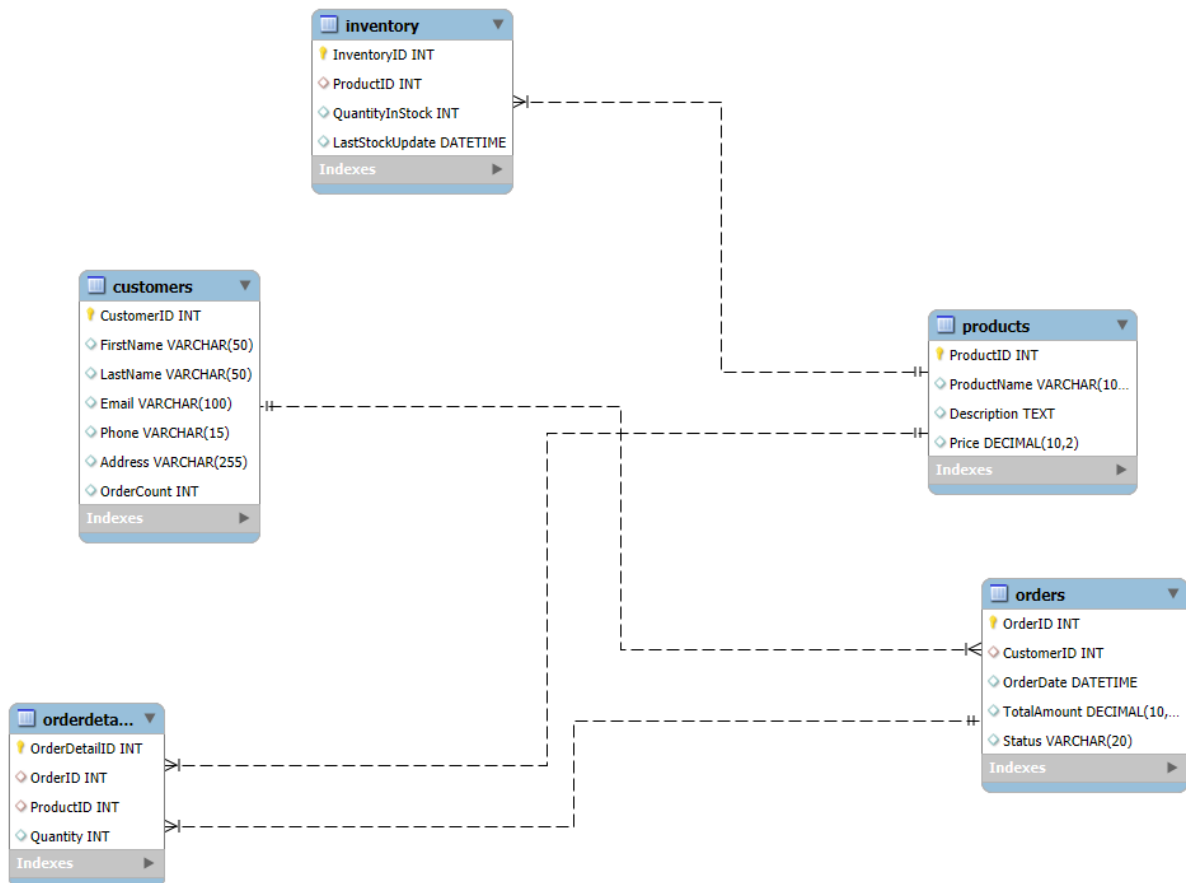 inventory
InventoryID INT
ProductID INT
QuantityInStock INT
LastStockUpdate DATETIME
Indexes
customers
CustomerID INT
FirstName VARCHAR(50)
LastName VARCHAR(50)
Email VARCHAR(100)
Phone VARCHAR(15)
Address VARCHAR(255)
OrderCount INT
Indexes
products
ProductID INT
ProductName VARCHAR(10...
Description TEXT
Price DECIMAL(10,2)
Indexes
orders
OrderID INT
CustomerID INT
OrderDate DATETIME
TotalAmount DECIMAL(10,...
Status VARCHAR(20)
Indexes
orderdeta...
OrderDetailID INT
OrderID INT
ProductID INT
Quantity INT
Indexes